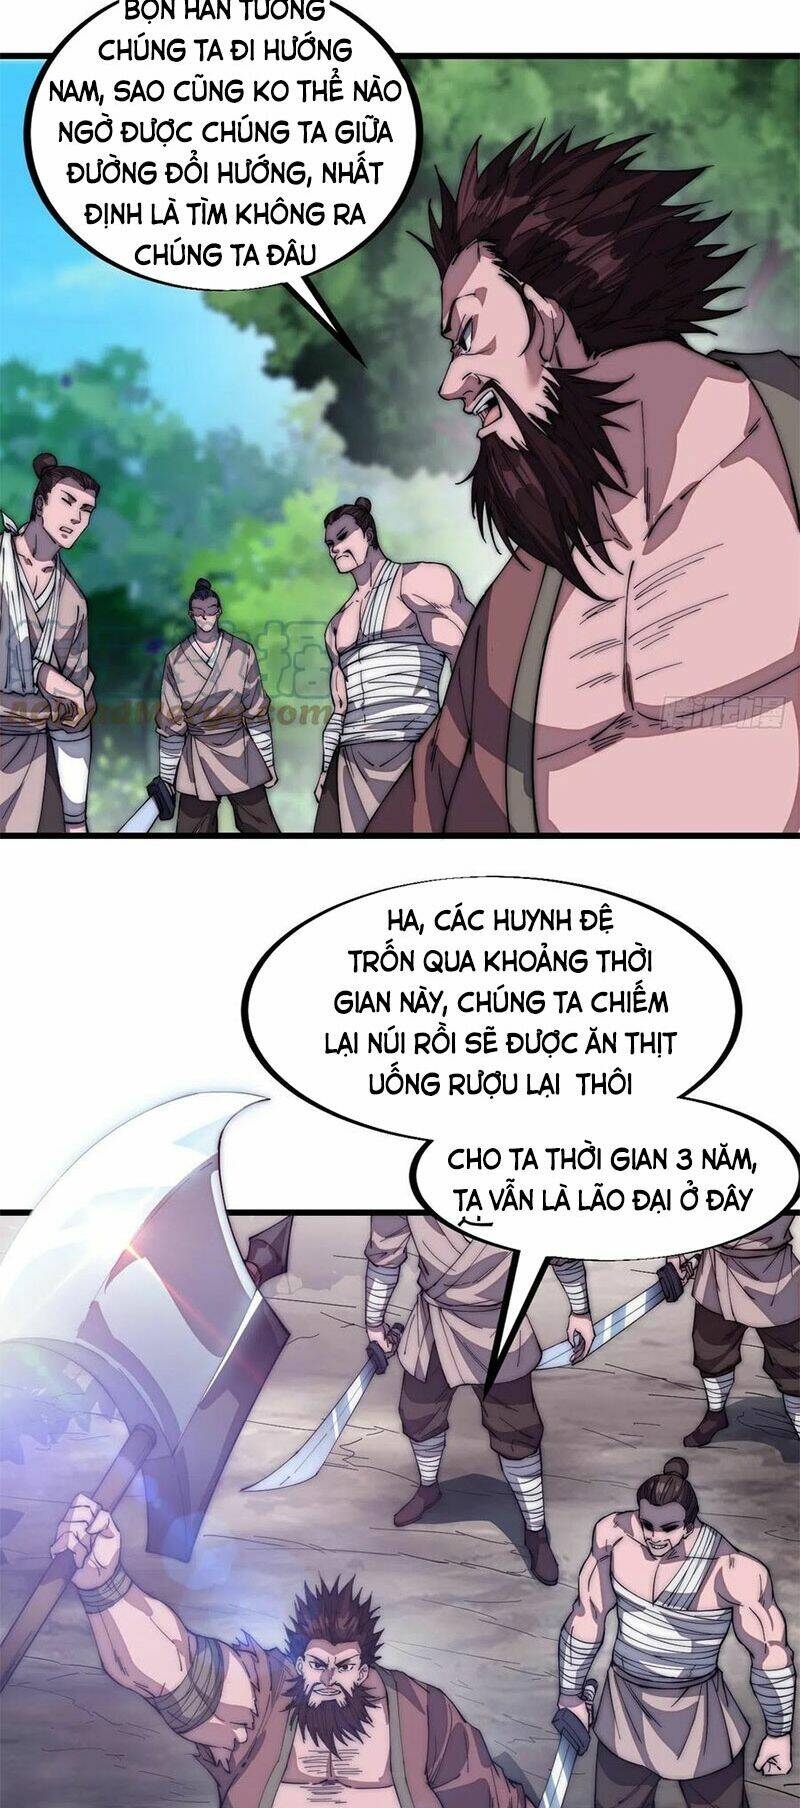 BỌN HẮN TƯỞNG
CHÚNG TA ĐI HƯỚNG
NAM, SAO CŨNG KO THỂ NÀO
NGỜ ĐƯỢC CHÚNG TA GIỮA
ĐƯỜNG ĐỔI HƯỚNG, NHẤT
ĐỊNH LÀ TÌM KHÔNG RA
CHÚNG TA ĐÂU
HA, CÁC HUYNH ĐỆ
TRỐN QUA KHOẢNG THỜI
GIAN NÀY, CHÚNG TA CHIẾM
LẠI NÚI RỒI SẼ ĐƯỢC ĂN THỊT
UỐNG RƯỢU LẠI THÔI
CHO TA THỜI GIAN 3 NĂM,
TA VẪN LÀ LÃO ĐẠI Ở ĐÂY